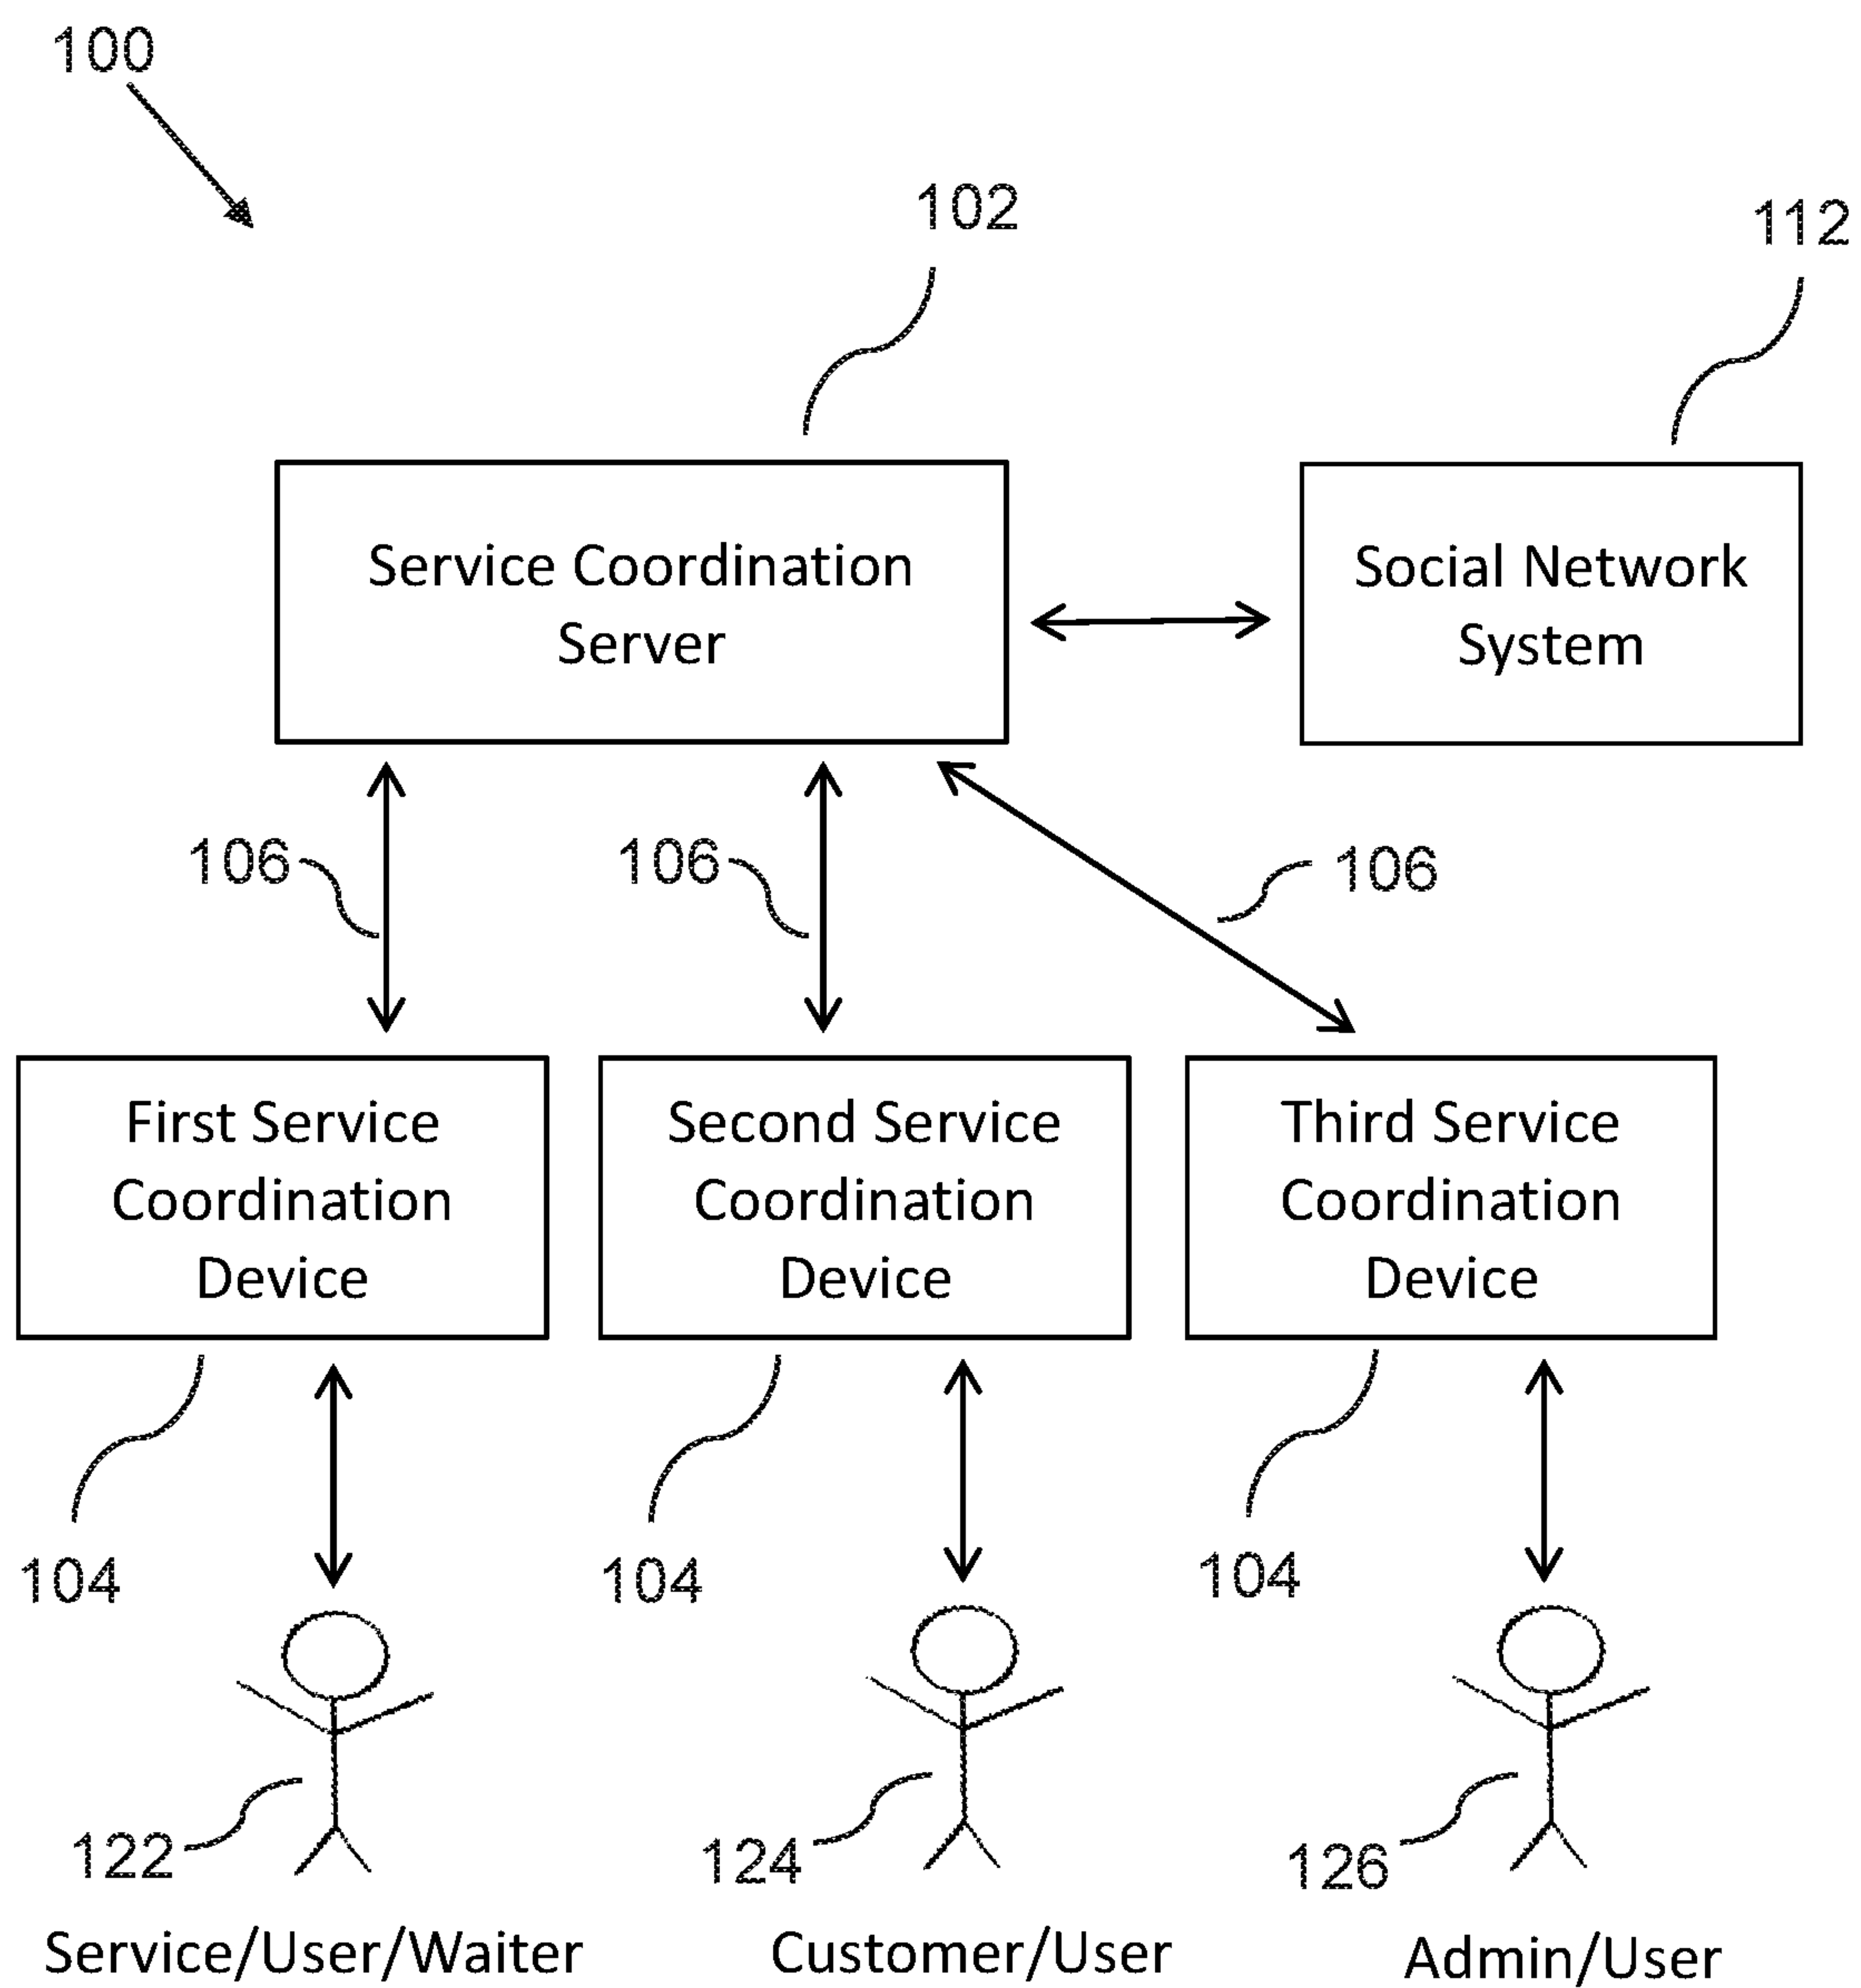 100
102
112
Service Coordination
Server
Social Network
System
106
106
106
First Service
Coordination
Device
Second Service
Coordination
Device
Third Service
Coordination
Device
104
104
104
122
124
126
Service/User/Waiter
Customer/User
Admin/User